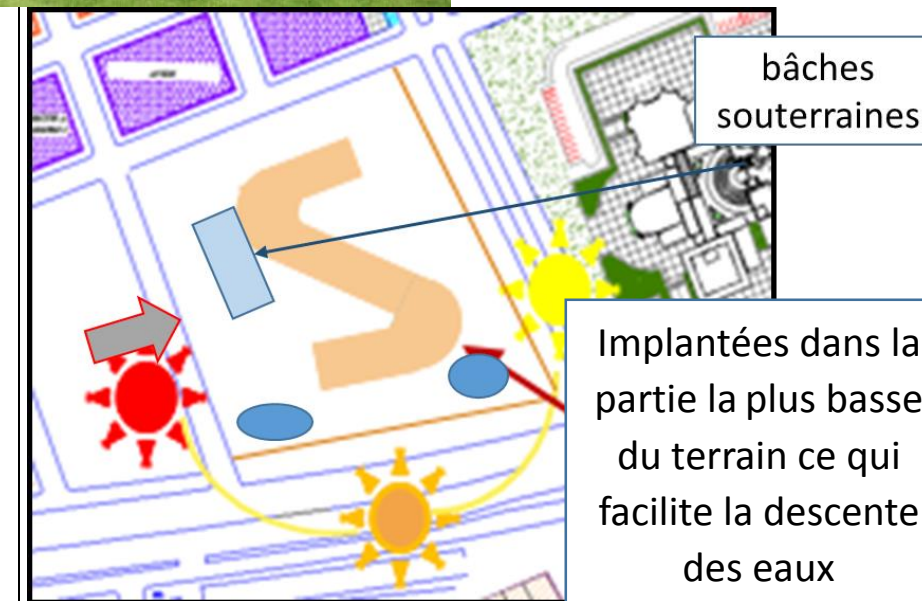 bâches
souterraines
Implantées dans la
partie la plus basse
du terrain ce qui
facilite la descente
des eaux